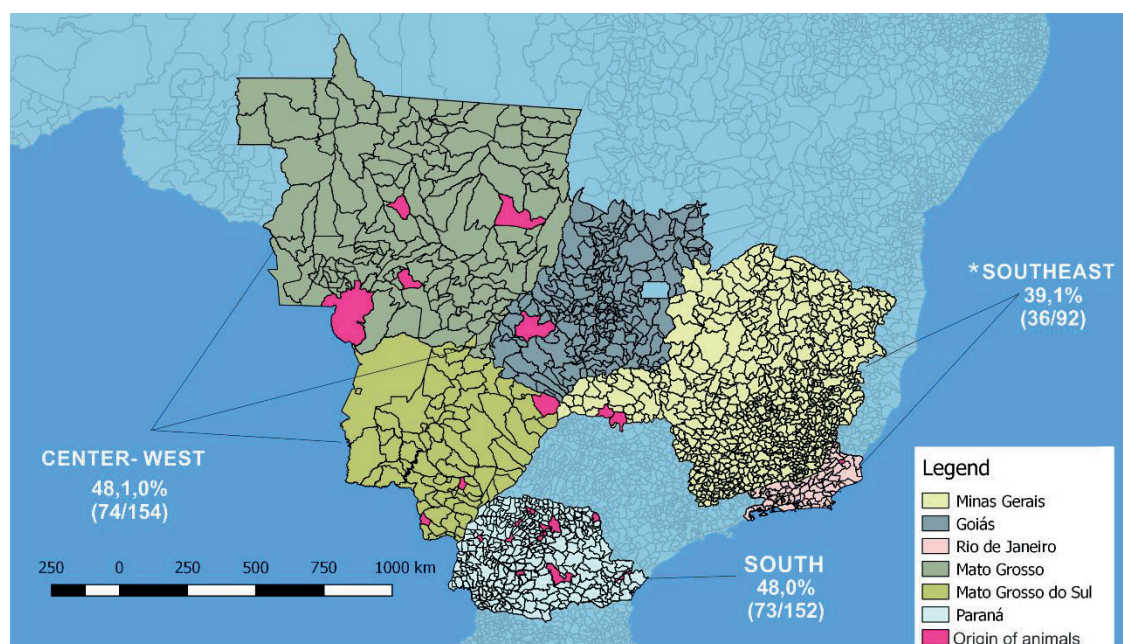 *SOUTHEAST
39,1%
(36/92)
CENTER- WEST
48,1,0%
(74/154)
SOUTH
48,0%
(73/152)
250 0 250 500 750 1000 km
Legend
Minas Gerais
Goiás
Rio de Janeiro
Mato Grosso
Mato Grosso do Sul
Paraná
Origin of animals